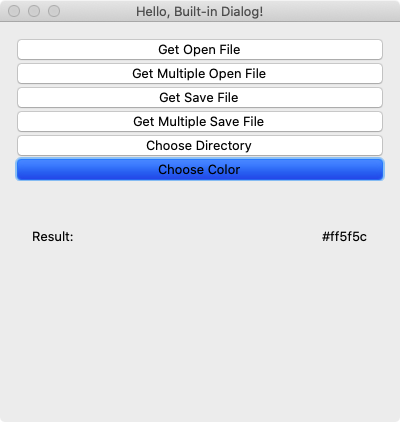 Hello, Built-in Dialog!
Get Open File
Get Multiple Open File
Get Save File
Get Multiple Save File
Choose Directory
Choose Color
Result: #ff5f5c